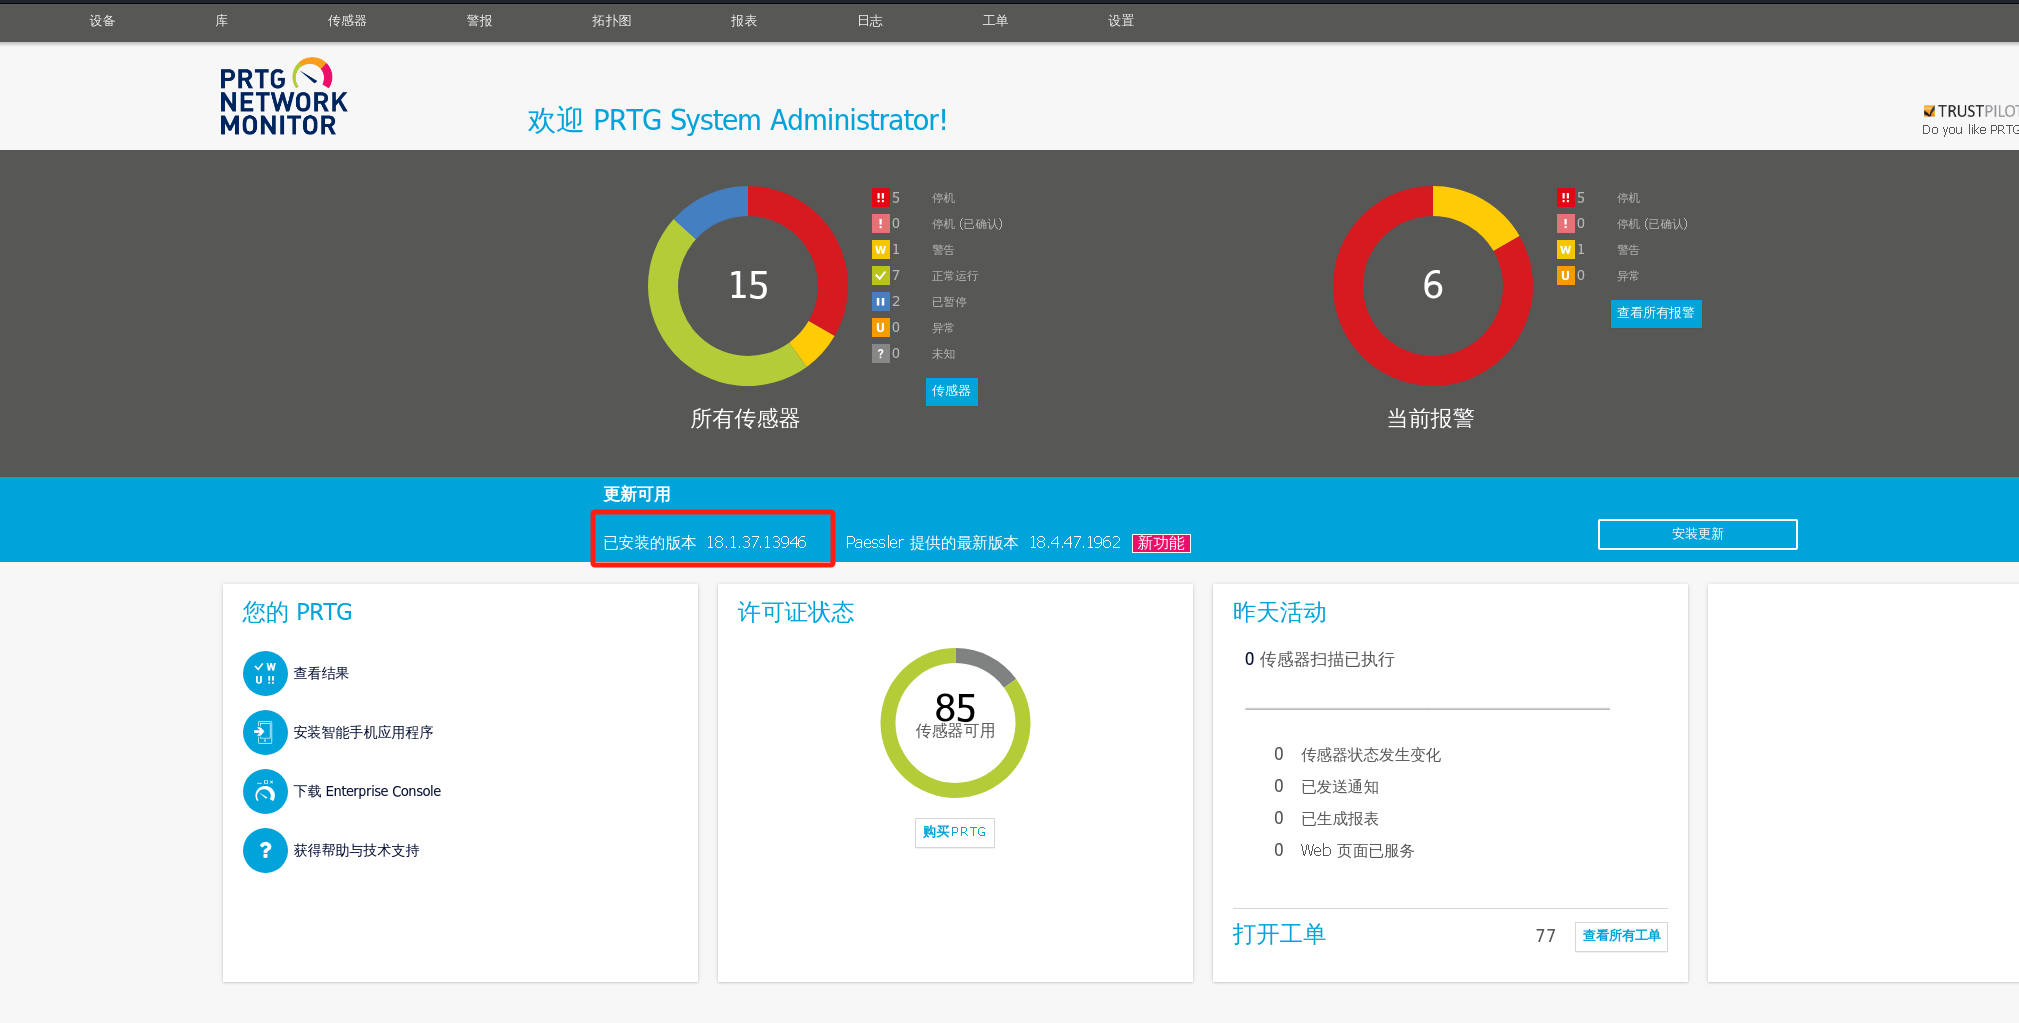 设备 库 传感器 警报 拓扑图 报表 日志 工单 设置
PRTG
NETWORK
MONITOR
欢迎 PRTG System Administrator!
TRUSTPILOT
Do you like PRTG
15
所有传感器
!! 5 停机
! 0 停机 (已确认)
W 1 警告
7 正常运行
2 已暂停
U 0 异常
? 0 未知
传感器
6
当前报警
!! 5 停机
! 0 停机 (已确认)
W 1 警告
U 0 异常
查看所有报警
更新可用
已安装的版本 18.1.37.13946 Paessler 提供的最新版本 18.4.47.1962 新功能
安装更新
您的 PRTG
W
U !!
查看结果
安装智能手机应用程序
下载 Enterprise Console
? 获得帮助与技术支持
许可证状态
85
传感器可用
购买PRTG
昨天活动
0 传感器扫描已执行
0 传感器状态发生变化
0 已发送通知
0 已生成报表
0 Web 页面已服务
打开工单 77 查看所有工单